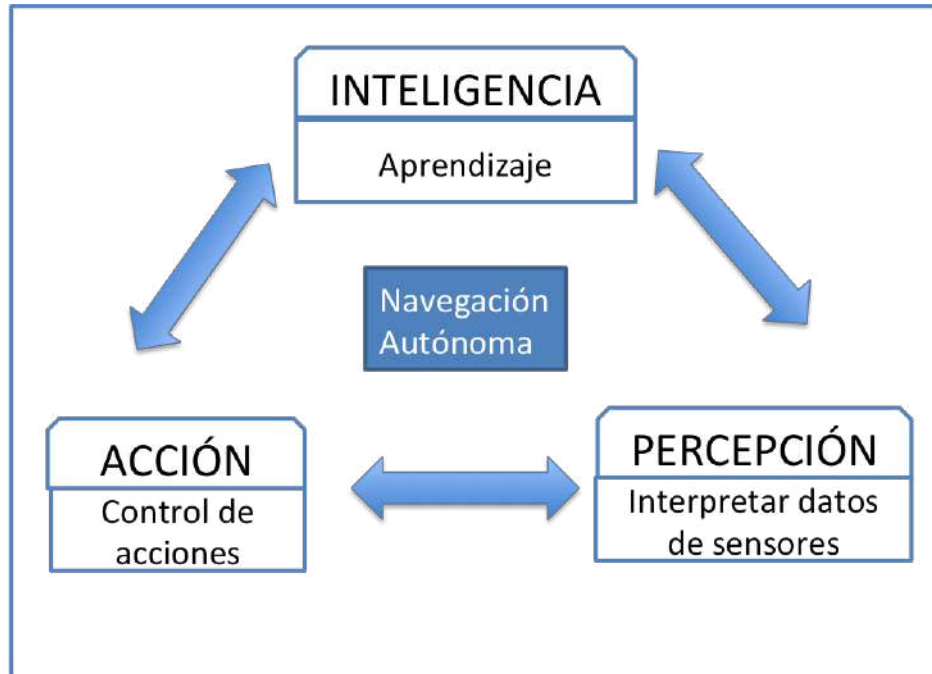 INTELIGENCIA
Aprendizaje
Navegación
Autónoma
ACCIÓN
Control de
acciones
PERCEPCIÓN
Interpretar datos
de sensores